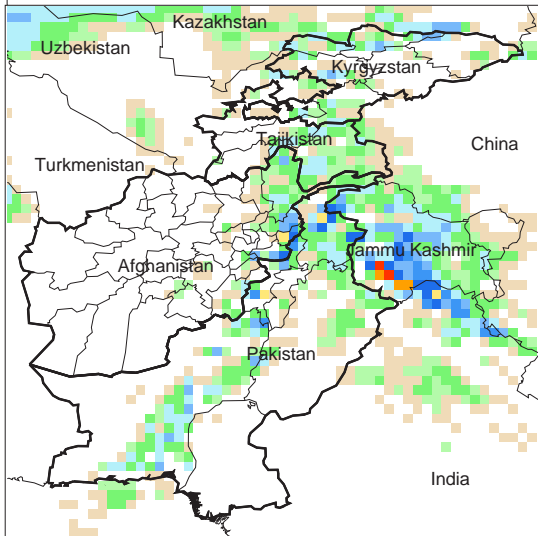 Kazakhstan
Uzbekistan
Kyrgyzstan
Tajikistan
China
Turkmenistan
Jammu Kashmir
Afghanistan
Pakistan
India